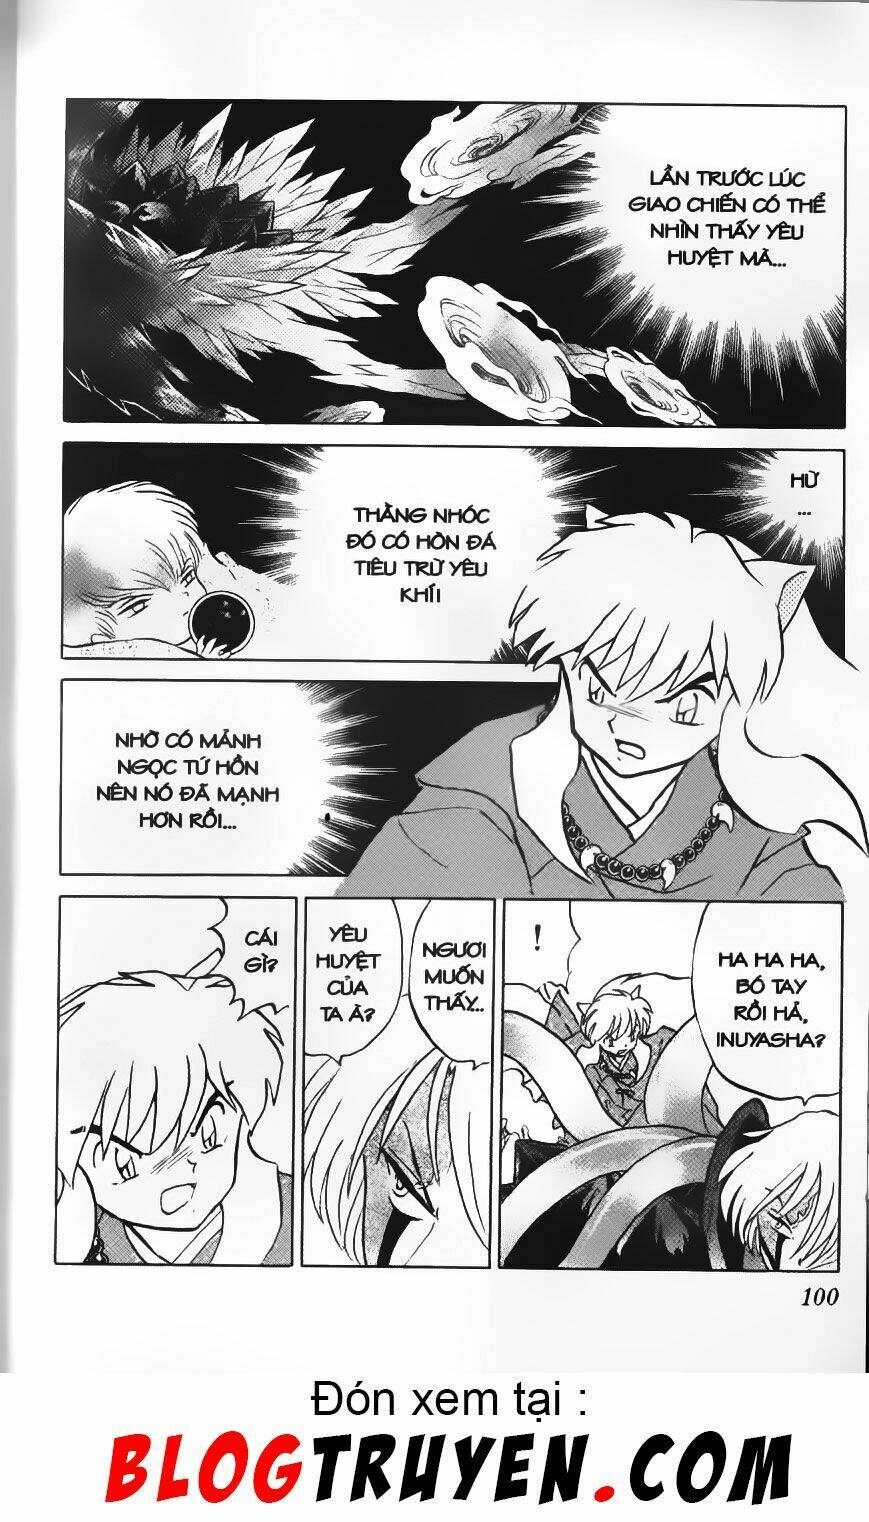 LẦN TRƯỚC LÚC
GIAO CHIẾN CÓ THỂ
NHÌN THẤY YÊU
HUYỆT MÀ...
HỪ
...
THẰNG NHÓC
ĐÓ CÓ HÒN ĐÁ
TIÊU TRỪ YÊU
KHÍ!
NHỜ CÓ MẢNH
NGỌC TỨ HỒN
NÊN NÓ ĐÃ MẠNH
HƠN RỒI...
HA HA HA,
BÓ TAY
RỒI HẢ,
INUYASHA?
!
NGƯƠI
MUỐN
THẤY...
YÊU
HUYỆT
CỦA
TA À?
CÁI
GÌ?
100
Đón xem tại :
BLOGTRUYEN.COM